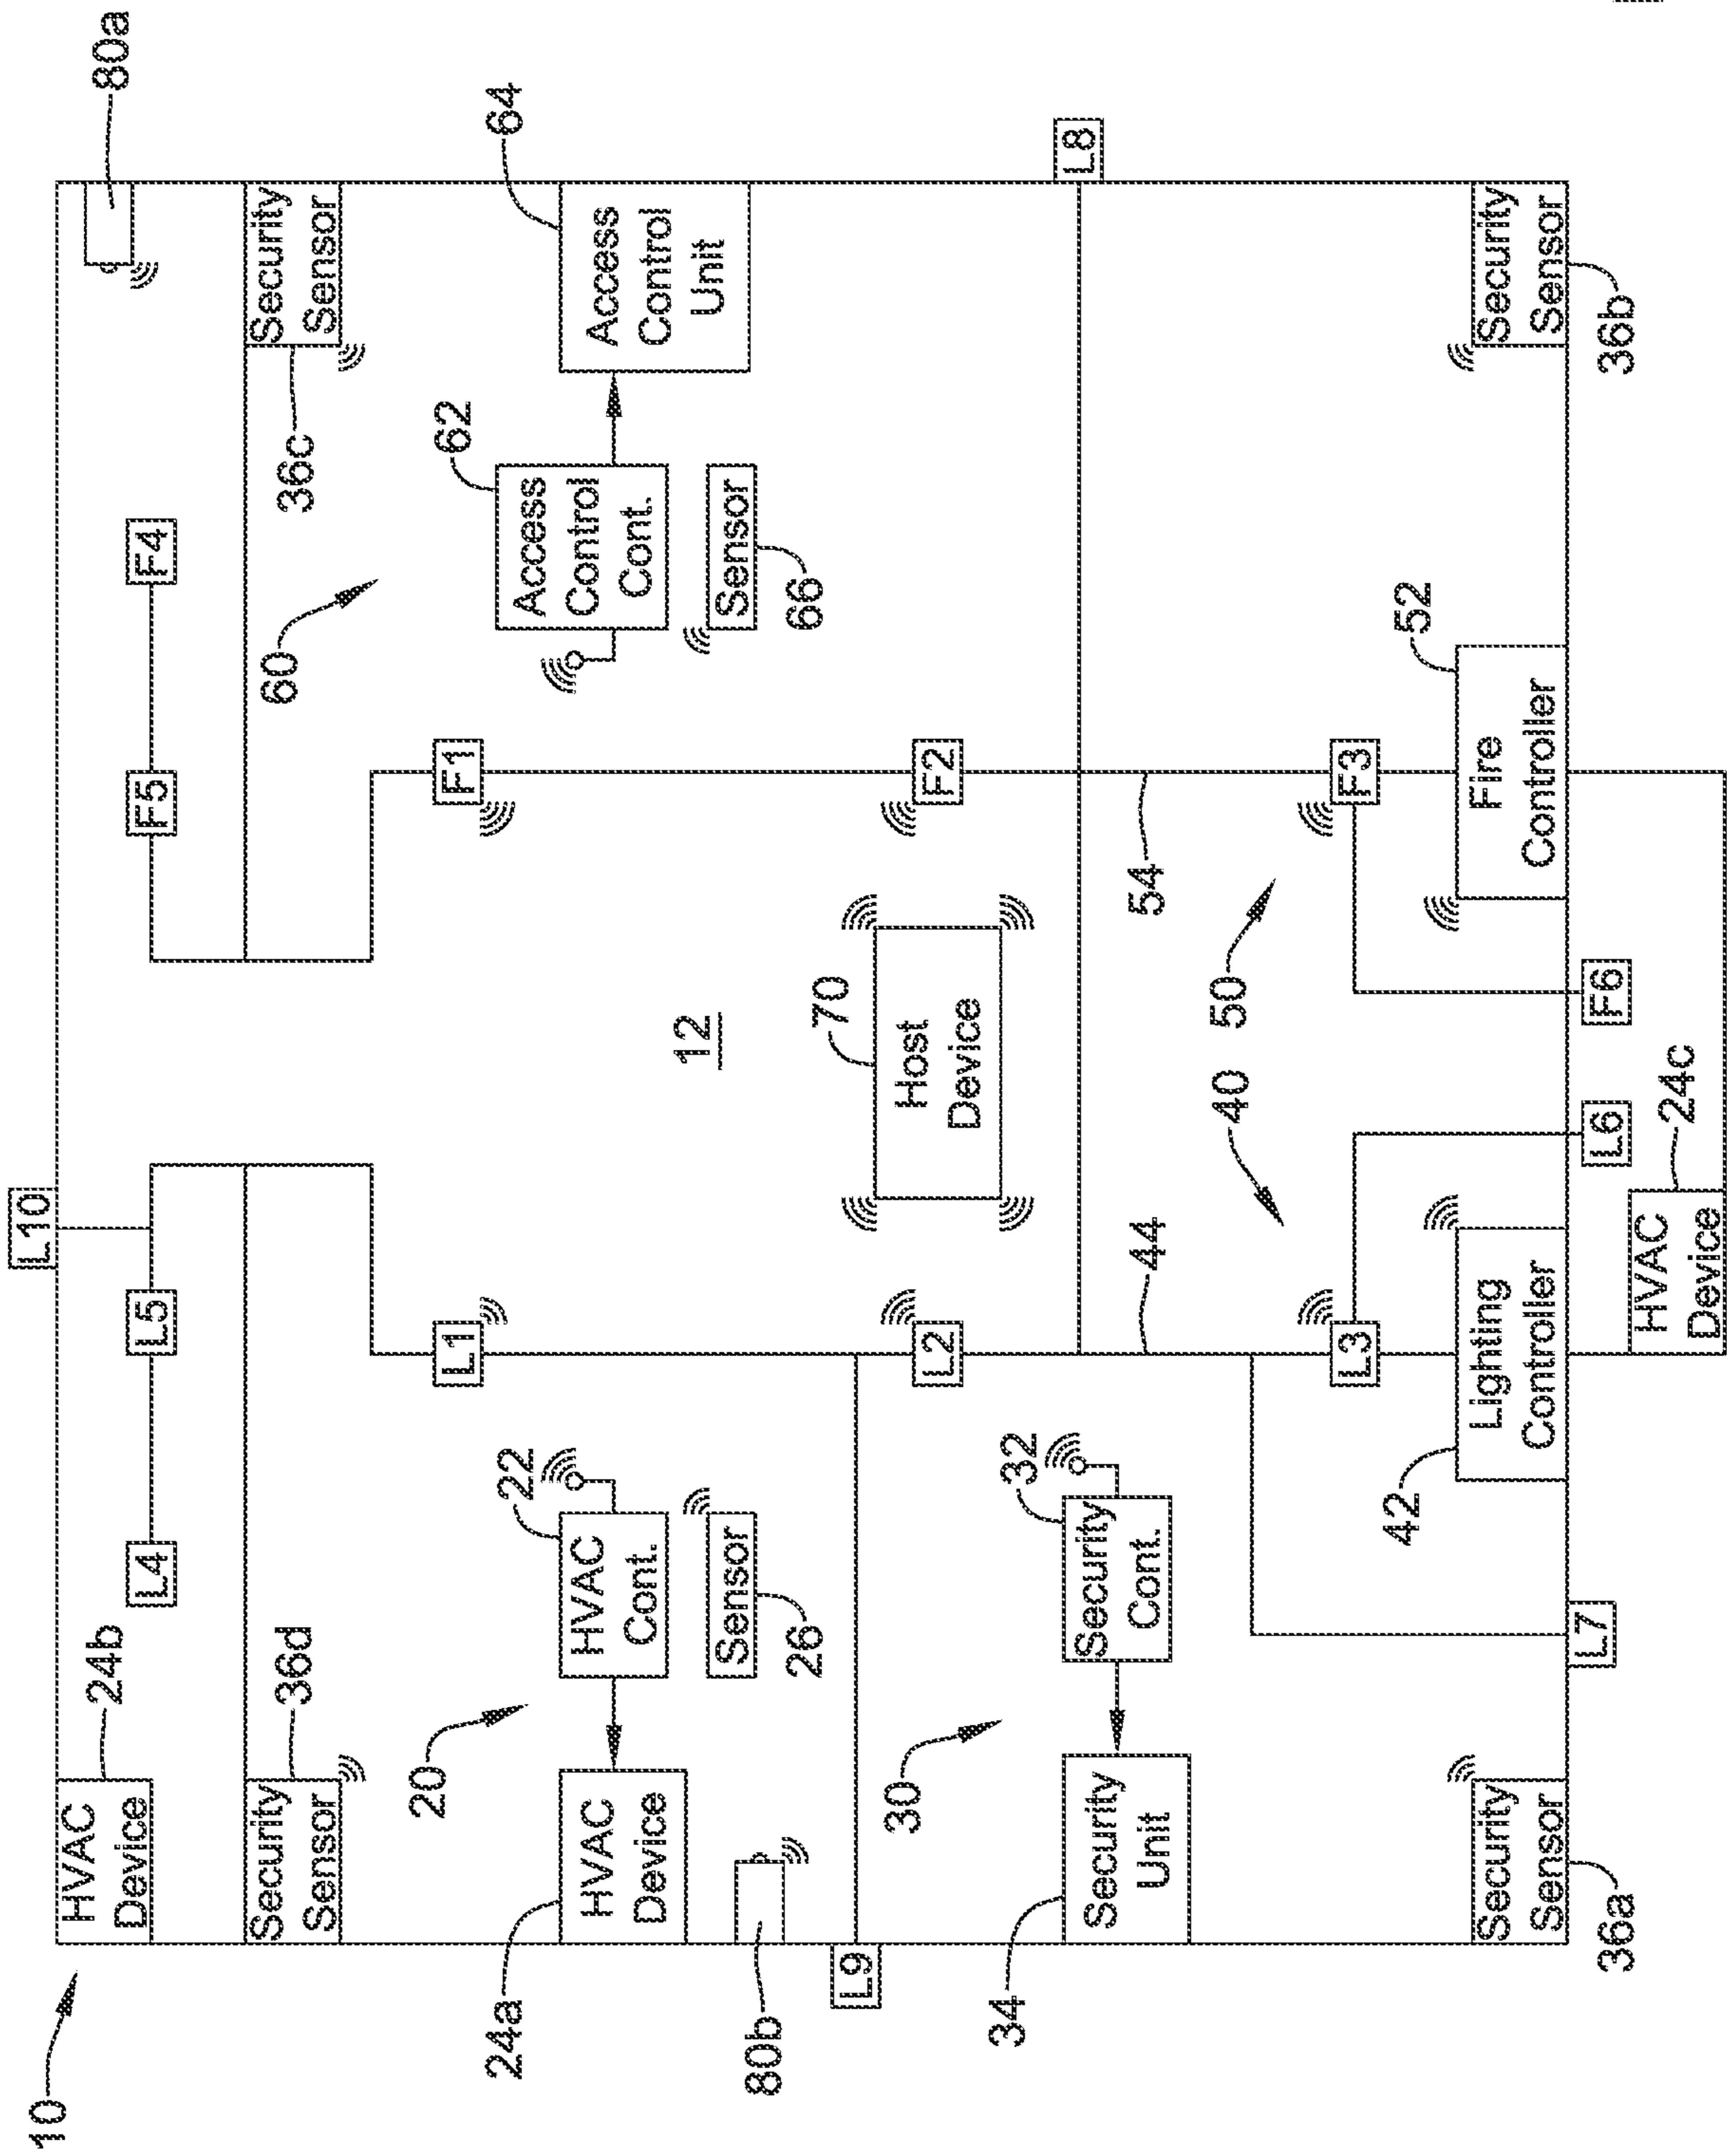 10
L10
HVAC
Device
24b
80a
L4
L5
F5
F4
Security
Sensor
36d
60
36c
Security
Sensor
20
L1
F1
62
24a
22
64
HVAC
Device
HVAC
Cont.
Access
Control
Cont.
Access
Control
Unit
12
Sensor
Sensor
80b
26
66
70
L9
30
Host
Device
L2
F2
34
32
L8
Security
Unit
Security
Cont.
44
54
40
50
L3
F3
42
52
Security
Sensor
Lighting
Controller
Fire
Controller
Security
Sensor
36a
L7
L6
F6
36b
HVAC
Device
24c